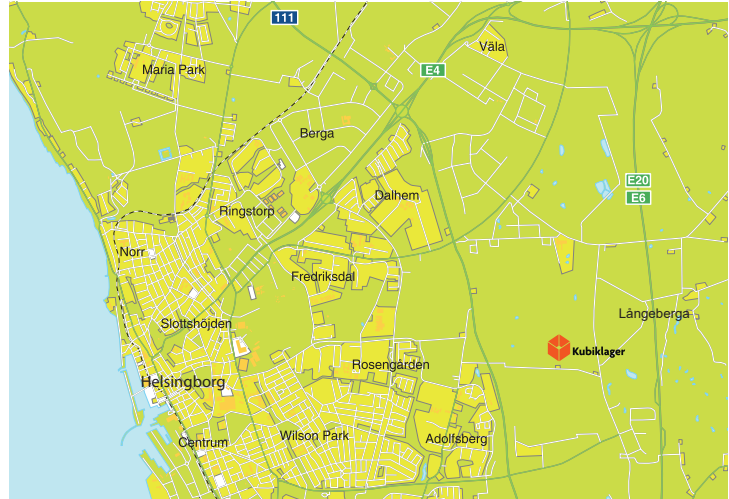 111
Väla
Maria Park
E4
Berga
E20
E6
Dalhem
Ringstorp
Norr
Fredriksdal
Långeberga
Slottshöjden
Kubiklager
Rosengården
Helsingborg
Wilson Park
Adolfsberg
Centrum